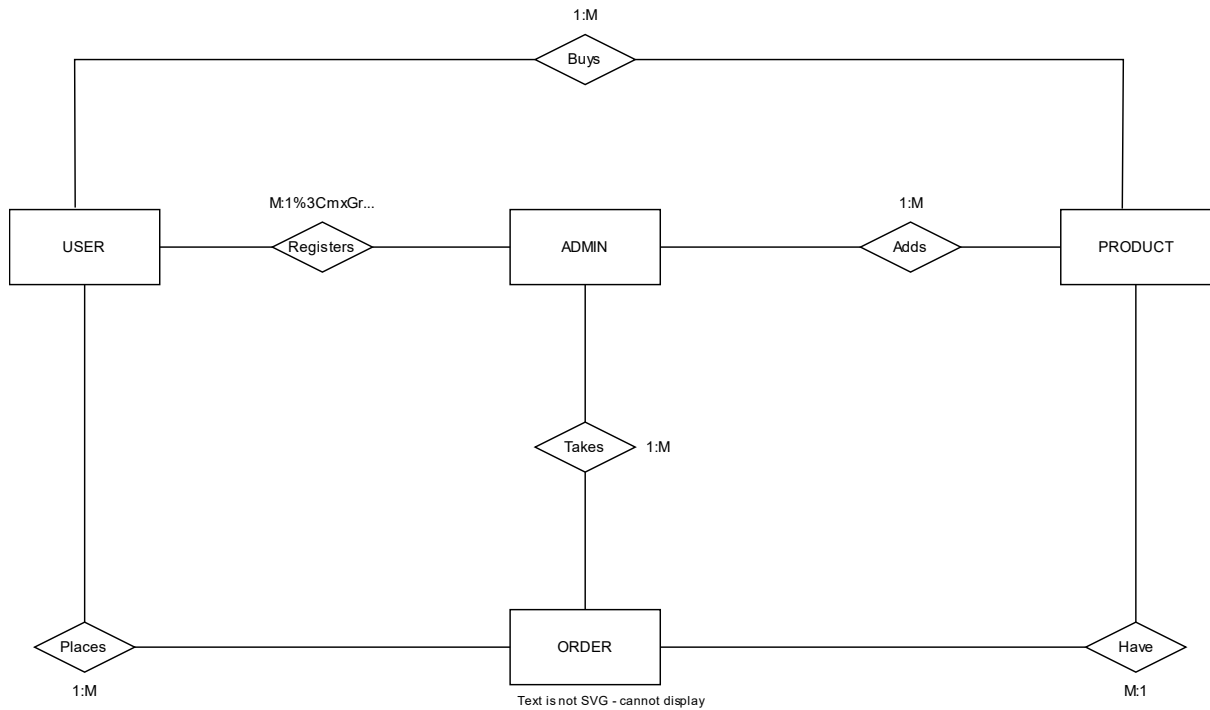 1:M
Buys
M:1%3CmxGr...
1:M
USER
Registers
ADMIN
Adds
PRODUCT
Takes
1:M
Places
ORDER
Have
1:M
M:1
Text is not SVG - cannot display